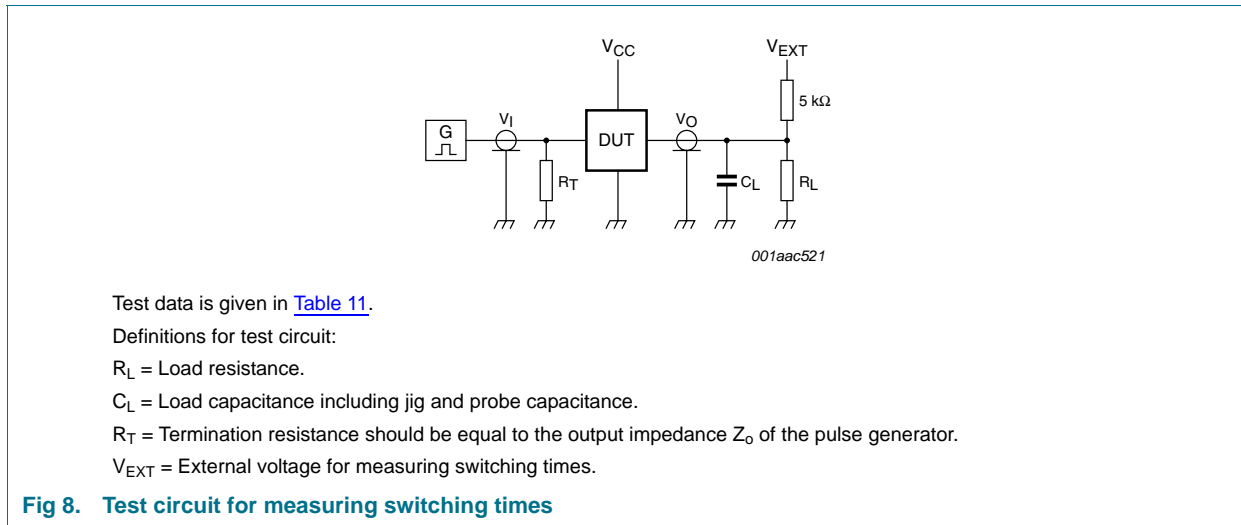 V_CC
V_EXT
5 kΩ
G
V_I
DUT
V_O
R_T
C_L
R_L
001aac521
Test data is given in Table 11.
Definitions for test circuit:
R_L = Load resistance.
C_L = Load capacitance including jig and probe capacitance.
R_T = Termination resistance should be equal to the output impedance Z_o of the pulse generator.
V_EXT = External voltage for measuring switching times.
Fig 8. Test circuit for measuring switching times